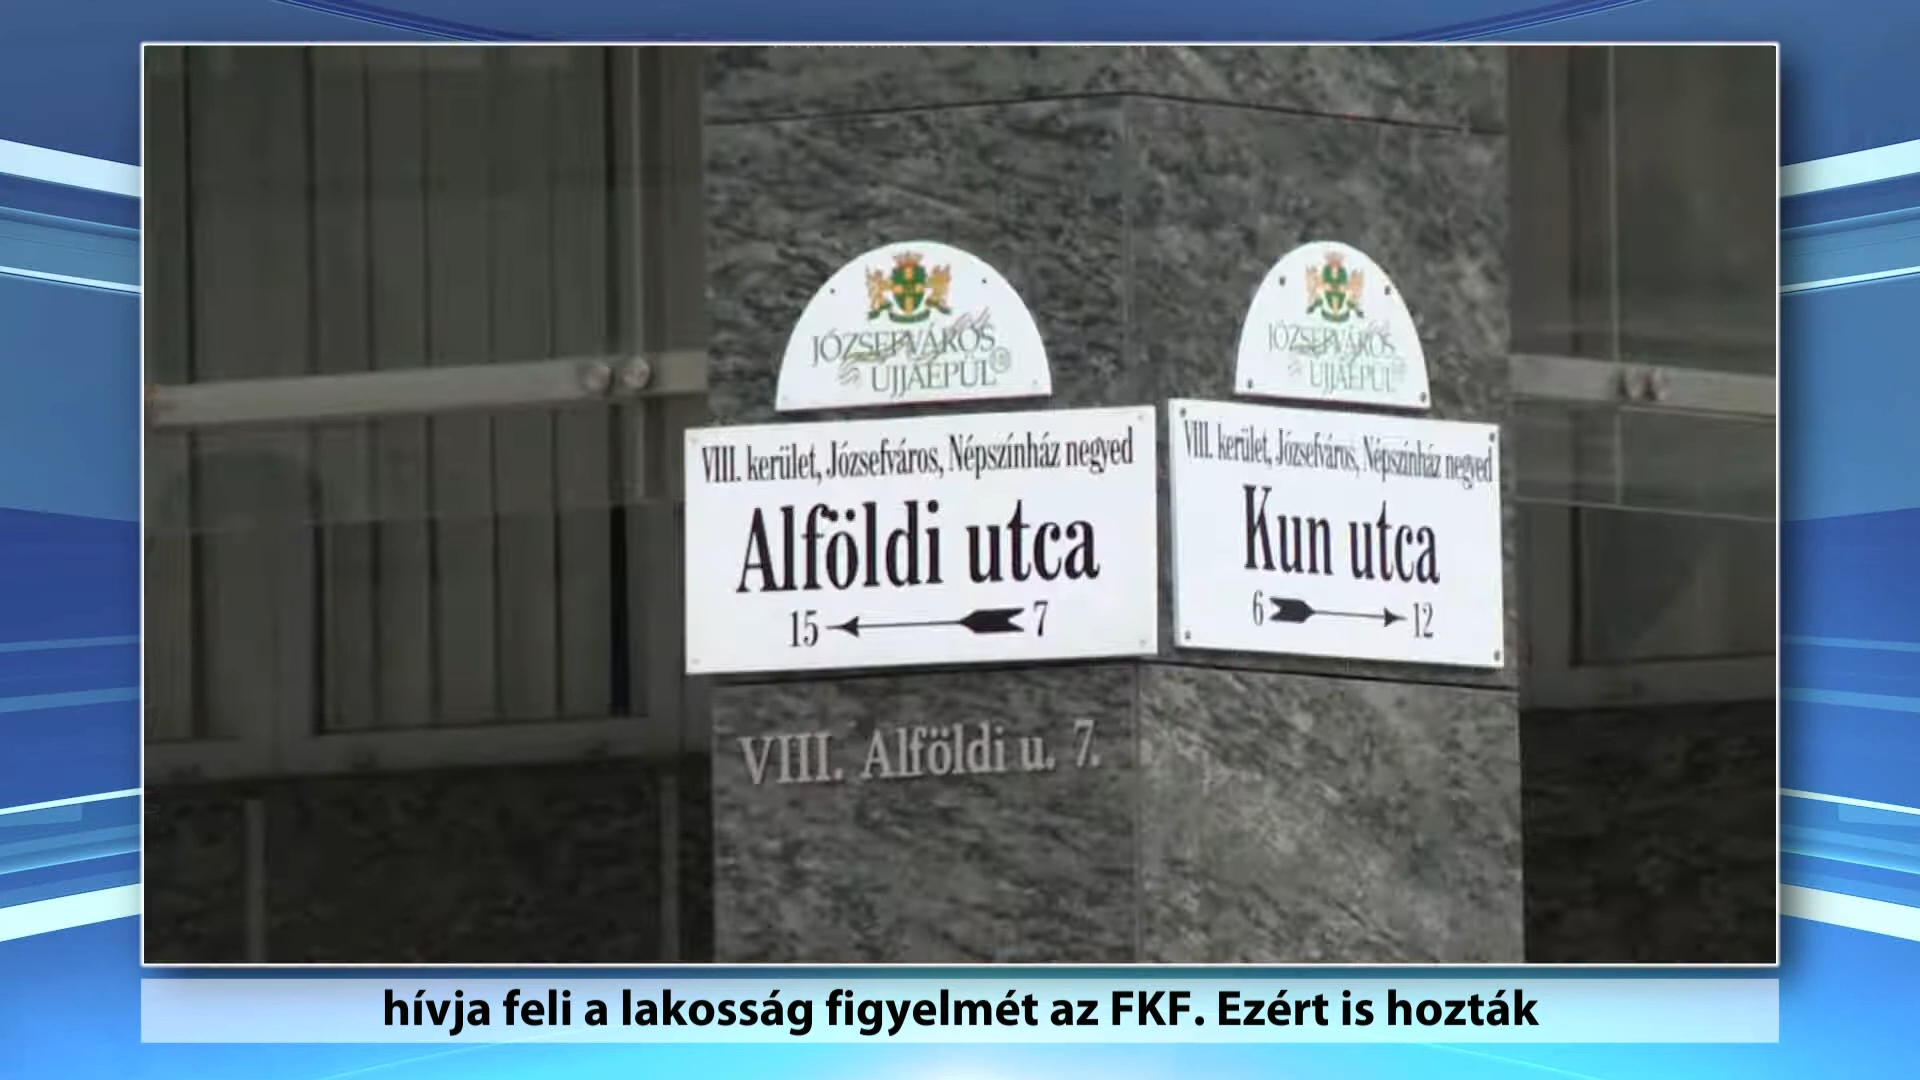 JÓZSEFVÁROS
ÚJJÁÉPÜL
VIII. kerület, Józsefváros, Népszínház negyed
Alföldi utca
15 7
JÓZSEFVÁROS
ÚJJÁÉPÜL
VIII. kerület, Józsefváros, Népszínház negyed
Kun utca
6 12
VIII. Alföldi u. 7.
hívja feli a lakosság figyelmét az FKF. Ezért is hozták